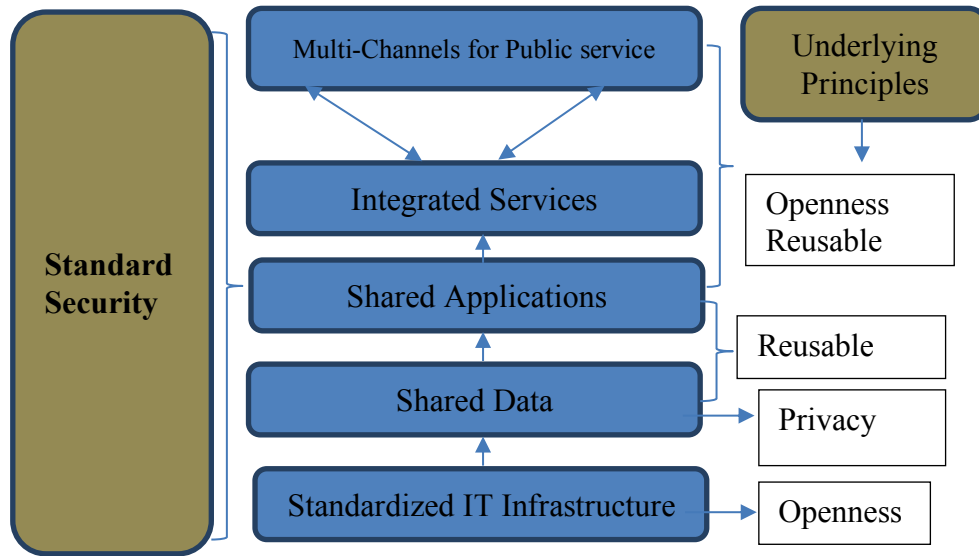 Multi-Channels for Public service
Underlying
Principles
Integrated Services
Openness
Reusable
Standard
Security
Shared Applications
Reusable
Shared Data
Privacy
Standardized IT Infrastructure
Openness